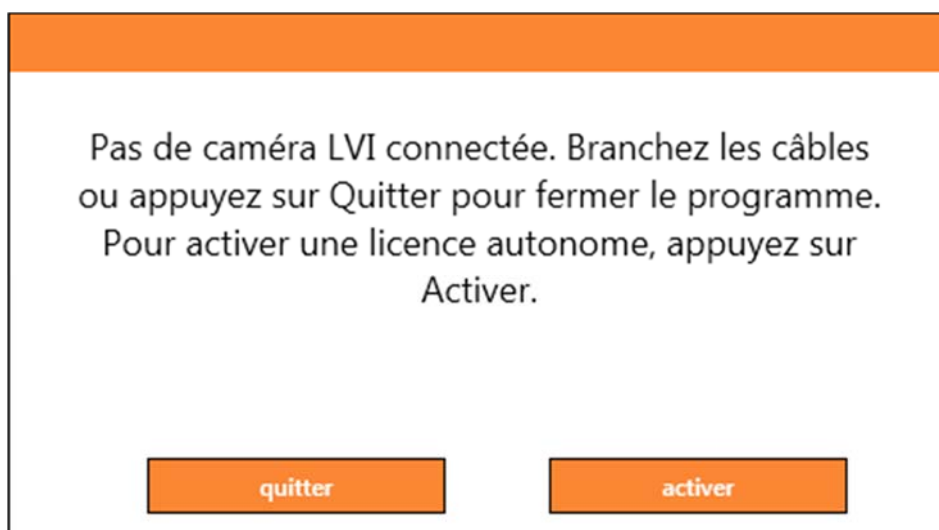 Pas de caméra LVI connectée. Branchez les câbles
ou appuyez sur Quitter pour fermer le programme.
Pour activer une licence autonome, appuyez sur
Activer.
quitter
activer